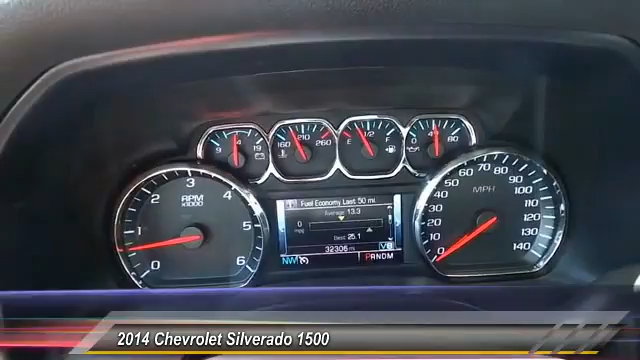 9 14 19
160 210 260
E 1/2 F
0 40 80
RPM
x1000
0 1 2 3 4 5 6
Fuel Economy Last 50 mi.
Average 13.3
0
mpg
Best 25.1
32306 mi
V8
NW
PRNDM
MPH
0 10 20 30 40 50 60 70 80 90 100 110 120 130 140
2014 Chevrolet Silverado 1500